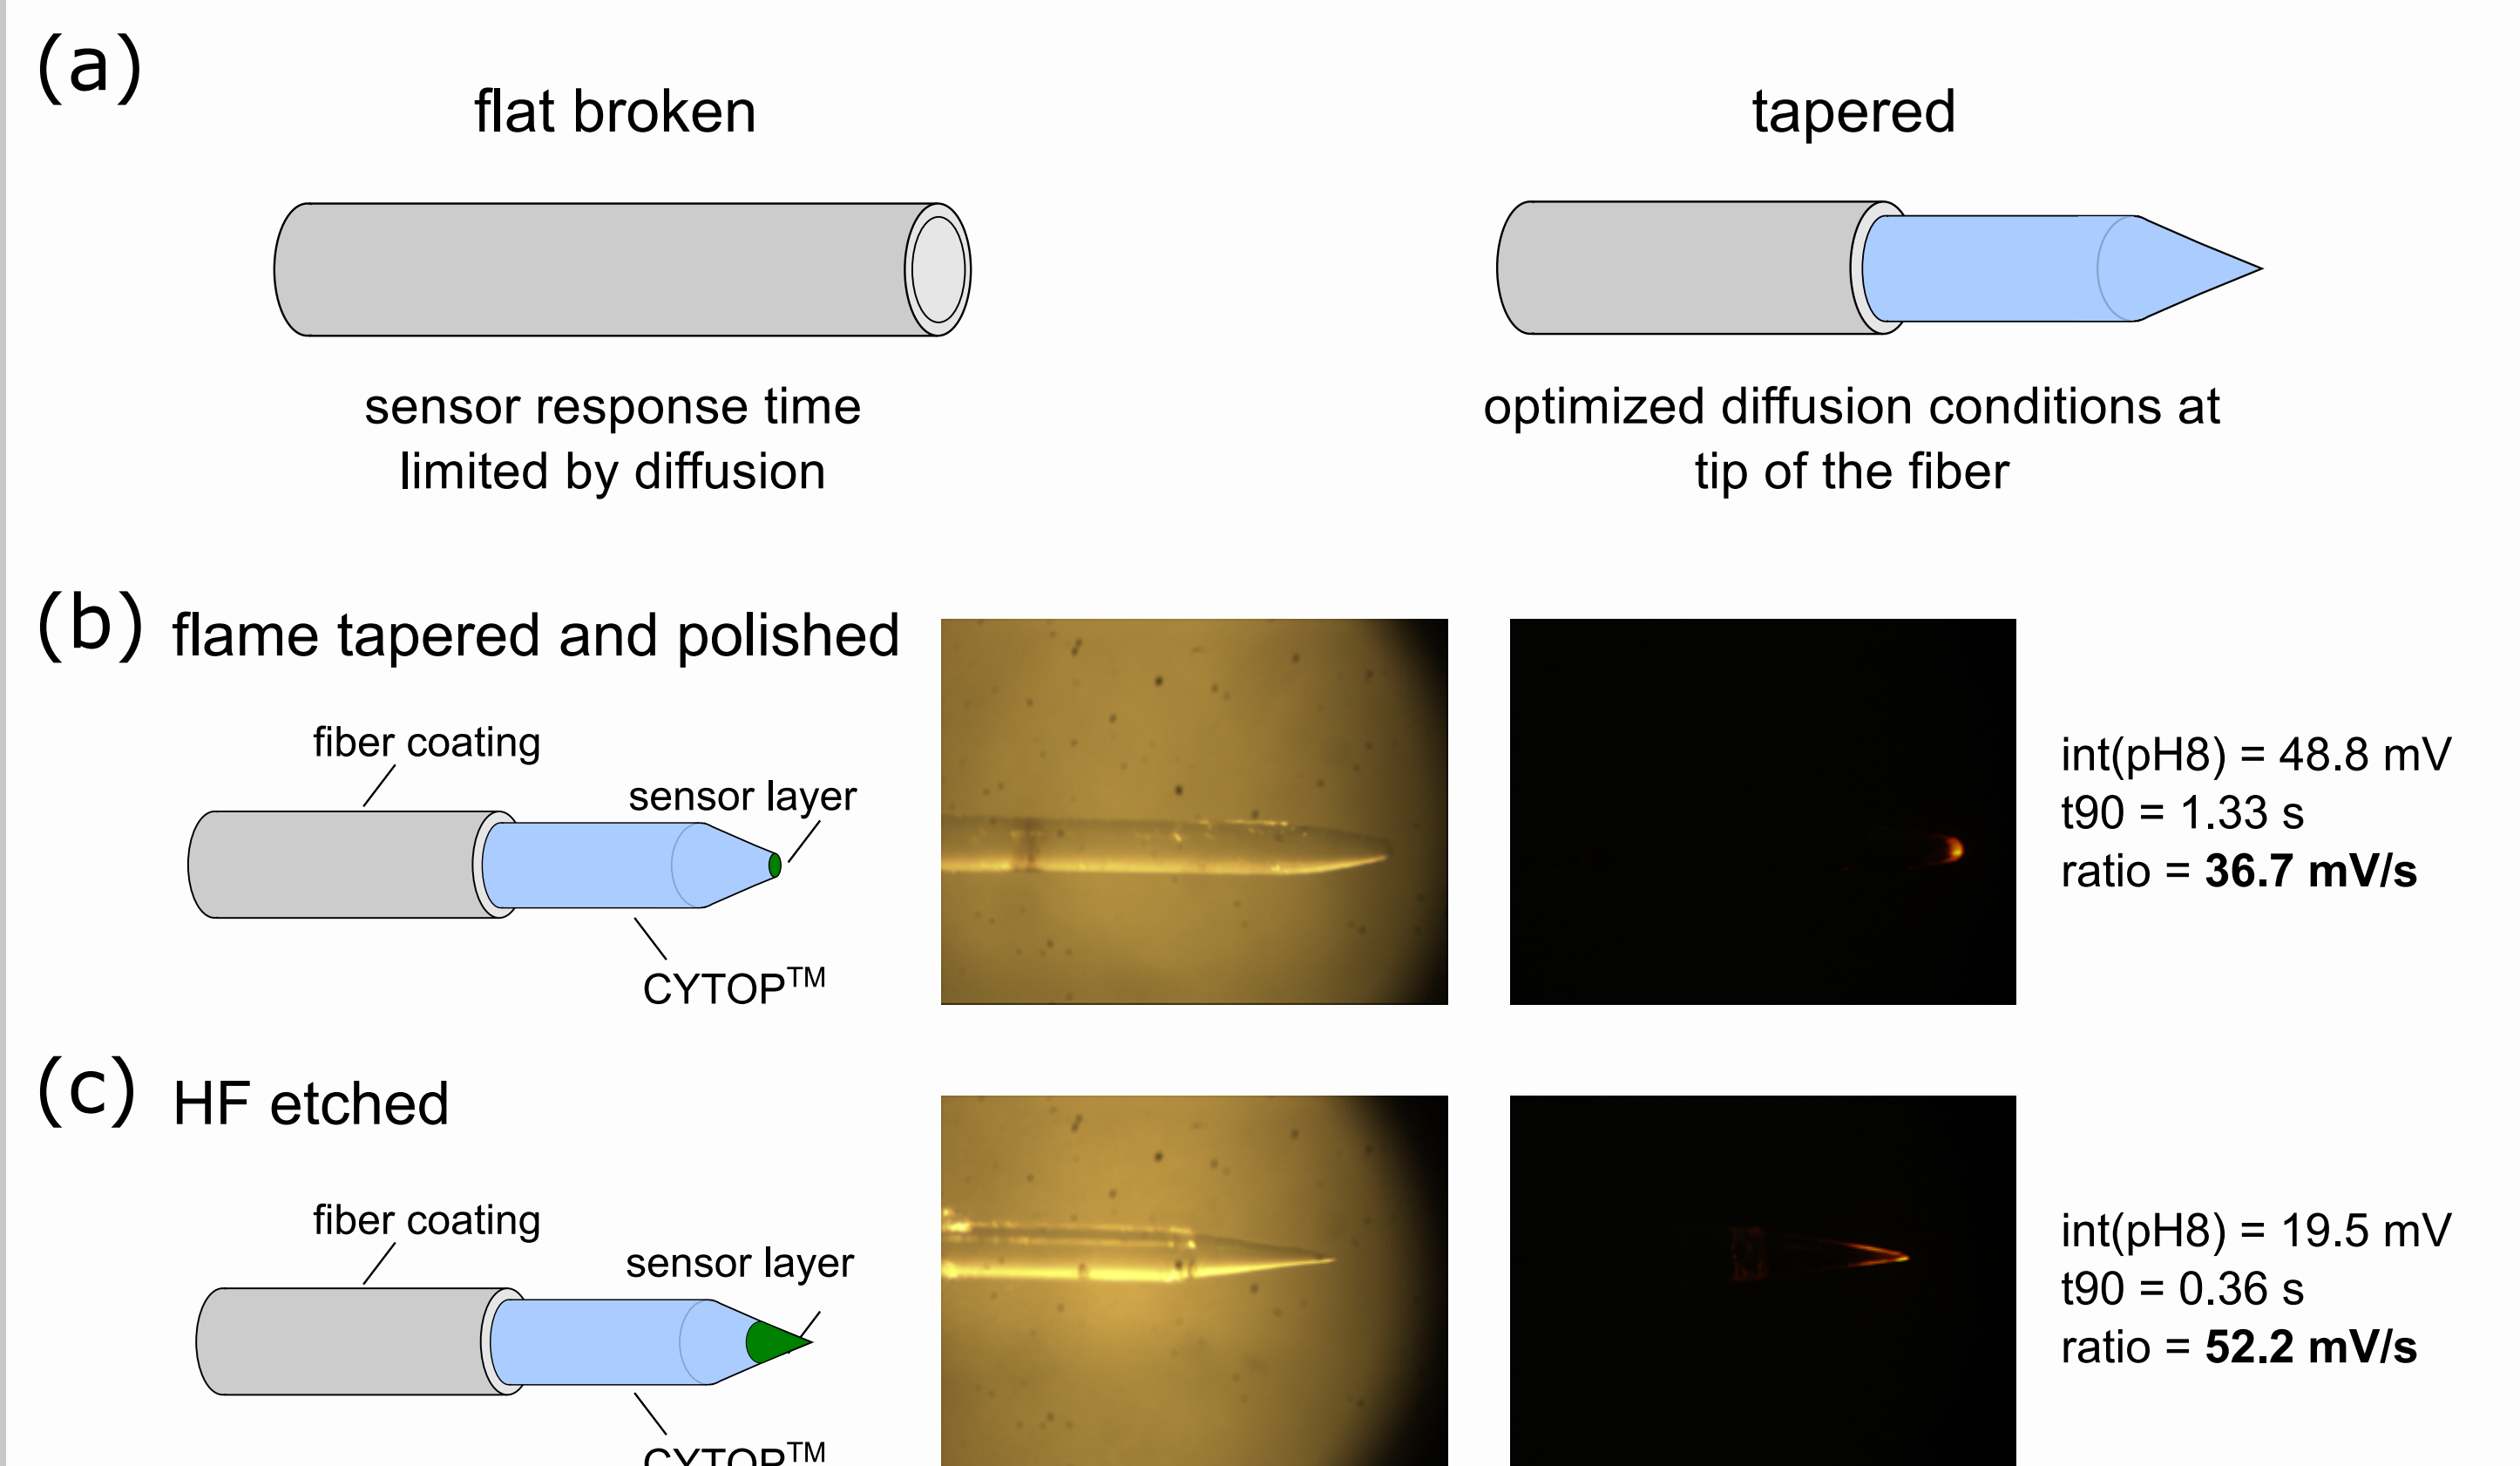 (a)
flat broken
tapered
sensor response time
limited by diffusion
optimized diffusion conditions at
tip of the fiber
(b) flame tapered and polished
fiber coating
sensor layer
CYTOP™
int(pH8) = 48.8 mV
t90 = 1.33 s
ratio = 36.7 mV/s
(c) HF etched
fiber coating
sensor layer
CYTOP™
int(pH8) = 19.5 mV
t90 = 0.36 s
ratio = 52.2 mV/s